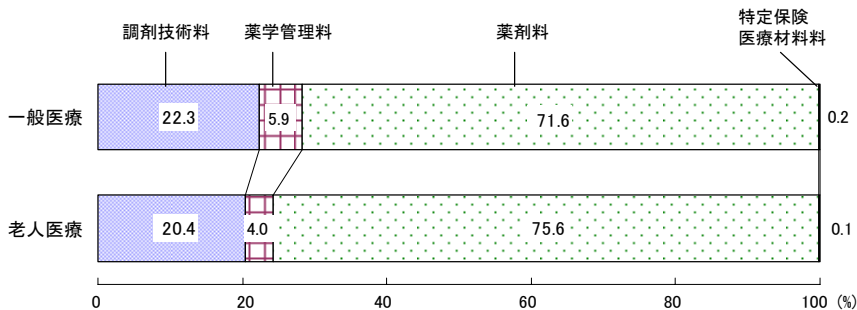 調剤技術料
薬学管理料
薬剤料
特定保険
医療材料料
一般医療
22.3
5.9
71.6
0.2
老人医療
20.4
4.0
75.6
0.1
0
20
40
60
80
100 (%)